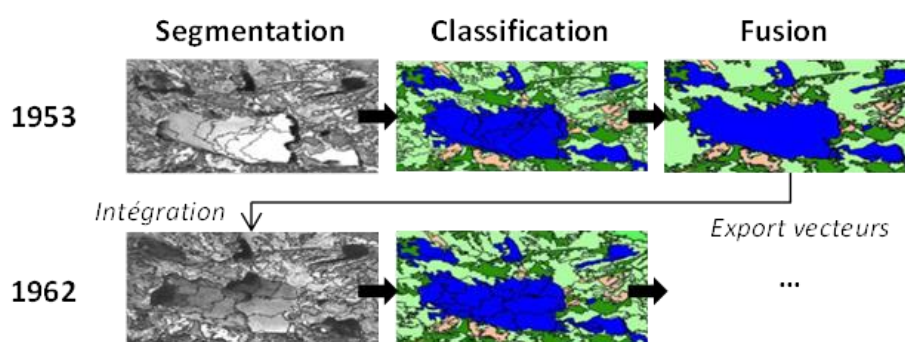 Segmentation Classification Fusion
1953
Intégration
Export vecteurs
1962
...